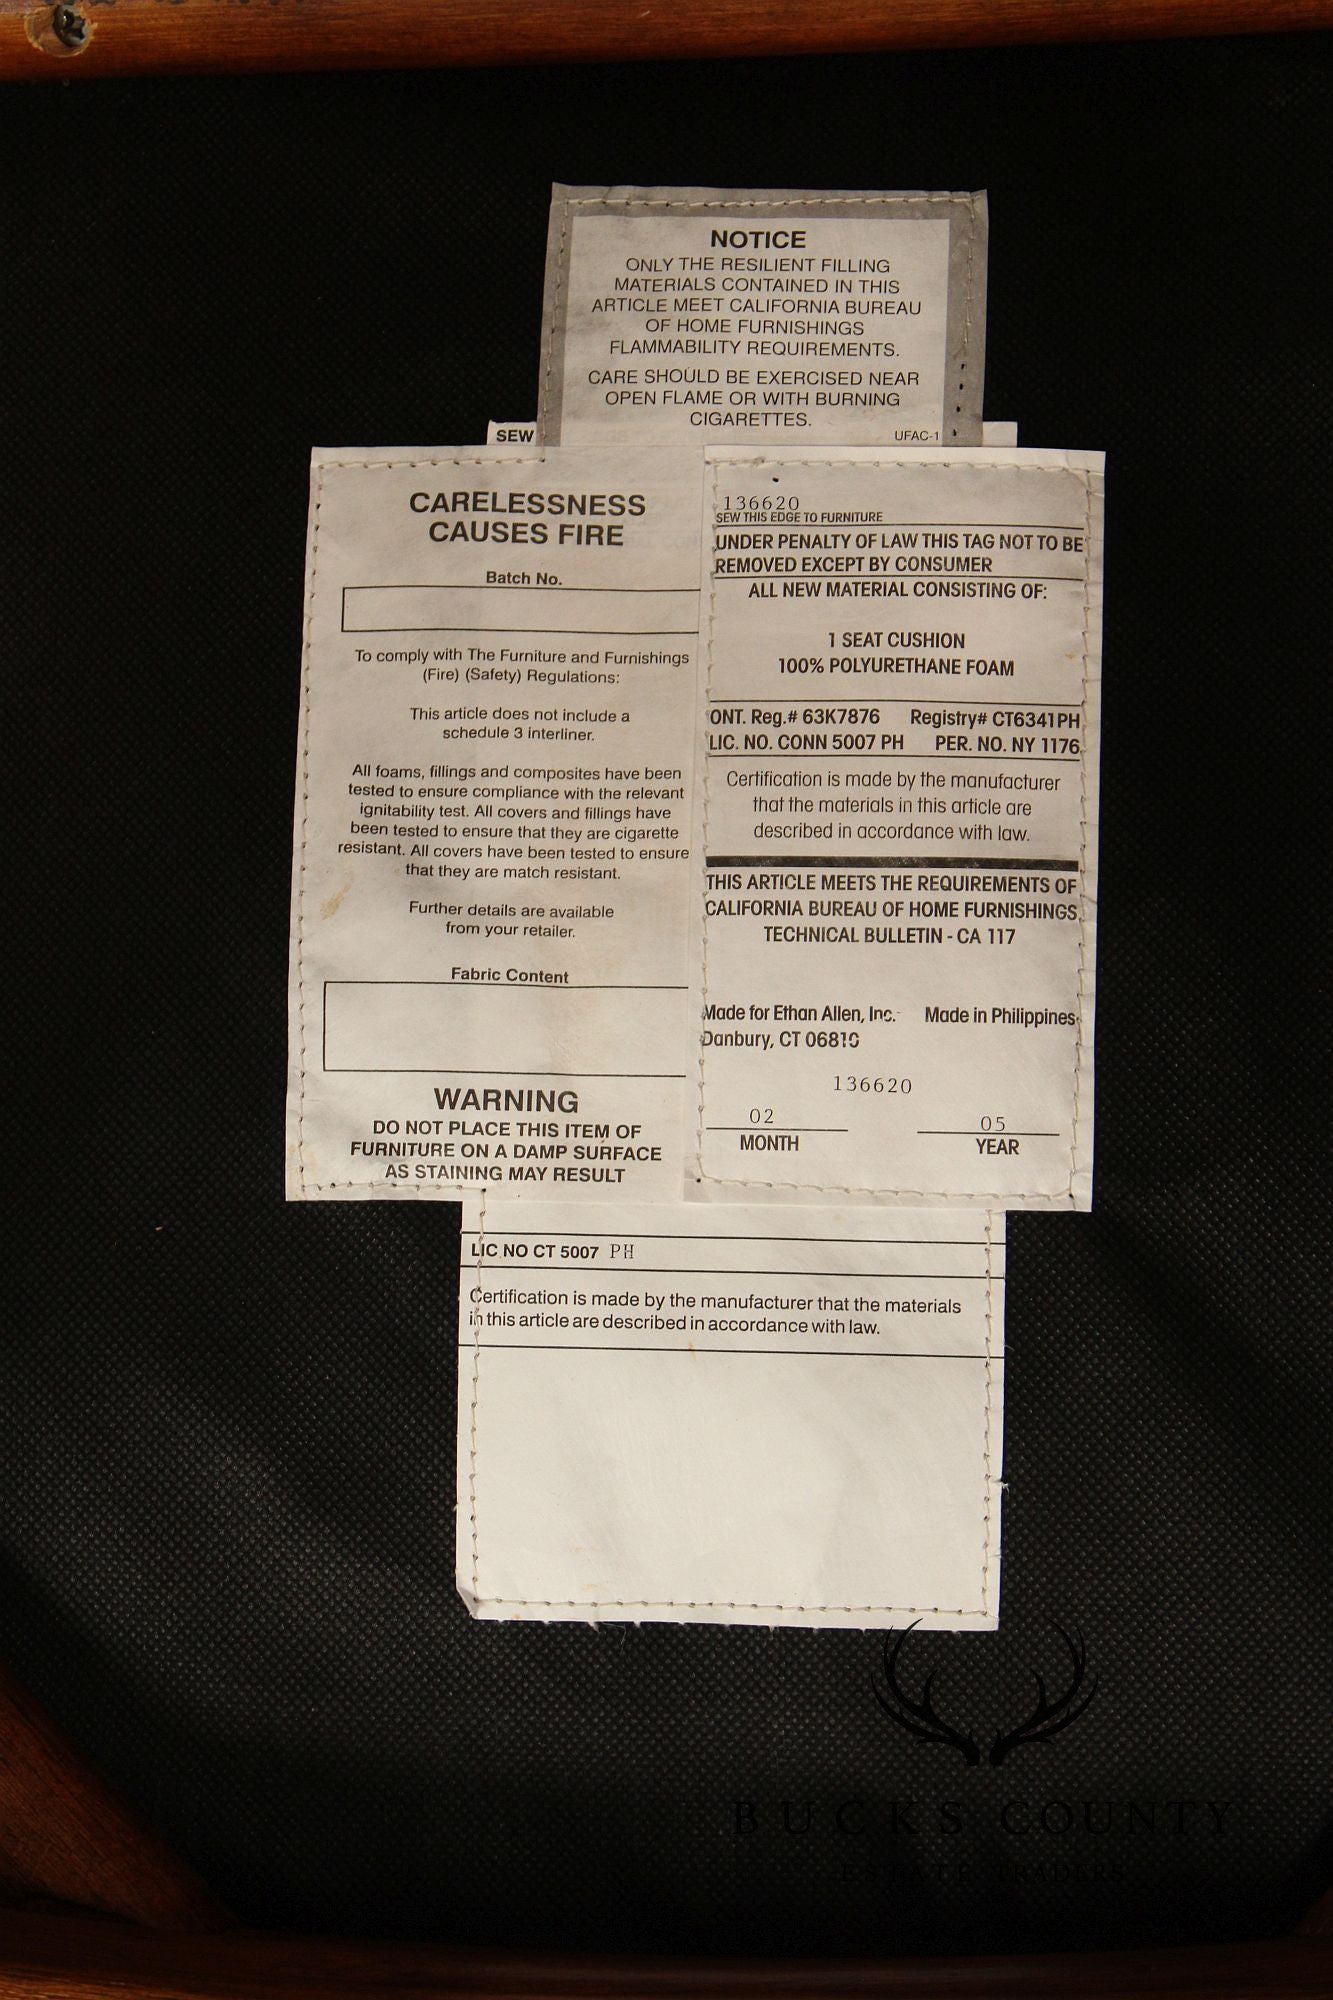 NOTICE
ONLY THE RESILIENT FILLING
MATERIALS CONTAINED IN THIS
ARTICLE MEET CALIFORNIA BUREAU
OF HOME FURNISHINGS
FLAMMABILITY REQUIREMENTS.
CARE SHOULD BE EXERCISED NEAR
OPEN FLAME OR WITH BURNING
CIGARETTES.
UFAC-1
SEW
CARELESSNESS
CAUSES FIRE
Batch No.
To comply with The Furniture and Furnishings
(Fire) (Safety) Regulations:
This article does not include a
schedule 3 interliner.
All foams, fillings and composites have been
tested to ensure compliance with the relevant
ignitability test. All covers and fillings have
been tested to ensure that they are cigarette
resistant. All covers have been tested to ensure
that they are match resistant.
Further details are available
from your retailer.
Fabric Content
WARNING
DO NOT PLACE THIS ITEM OF
FURNITURE ON A DAMP SURFACE
AS STAINING MAY RESULT
136620
SEW THIS EDGE TO FURNITURE
UNDER PENALTY OF LAW THIS TAG NOT TO BE
REMOVED EXCEPT BY CONSUMER
ALL NEW MATERIAL CONSISTING OF:
1 SEAT CUSHION
100% POLYURETHANE FOAM
ONT. Reg.# 63K7876 Registry# CT6341PH
LIC. NO. CONN 5007 PH PER. NO. NY 1176
Certification is made by the manufacturer
that the materials in this article are
described in accordance with law.
THIS ARTICLE MEETS THE REQUIREMENTS OF
CALIFORNIA BUREAU OF HOME FURNISHINGS
TECHNICAL BULLETIN - CA 117
Made for Ethan Allen, Inc. Made in Philippines
Danbury, CT 06810
136620
02 05
MONTH YEAR
LIC NO CT 5007 PH
Certification is made by the manufacturer that the materials
in this article are described in accordance with law.
BUCKS COUNTY
ESTATE TRADERS